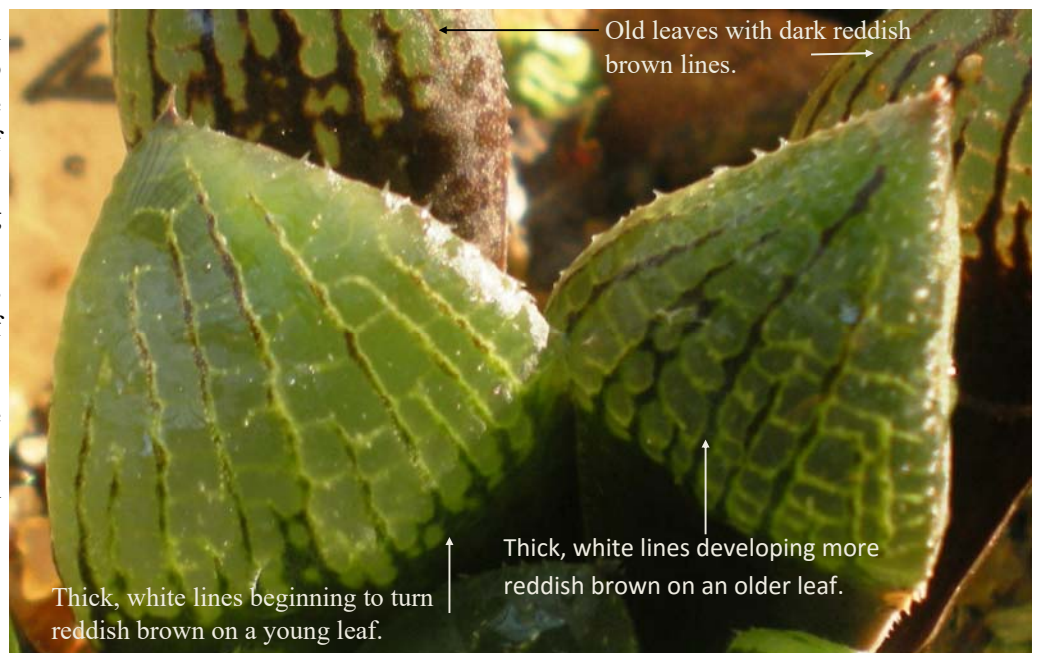 Old leaves with dark reddish
brown lines.
Thick, white lines developing more
reddish brown on an older leaf.
Thick, white lines beginning to turn
reddish brown on a young leaf.